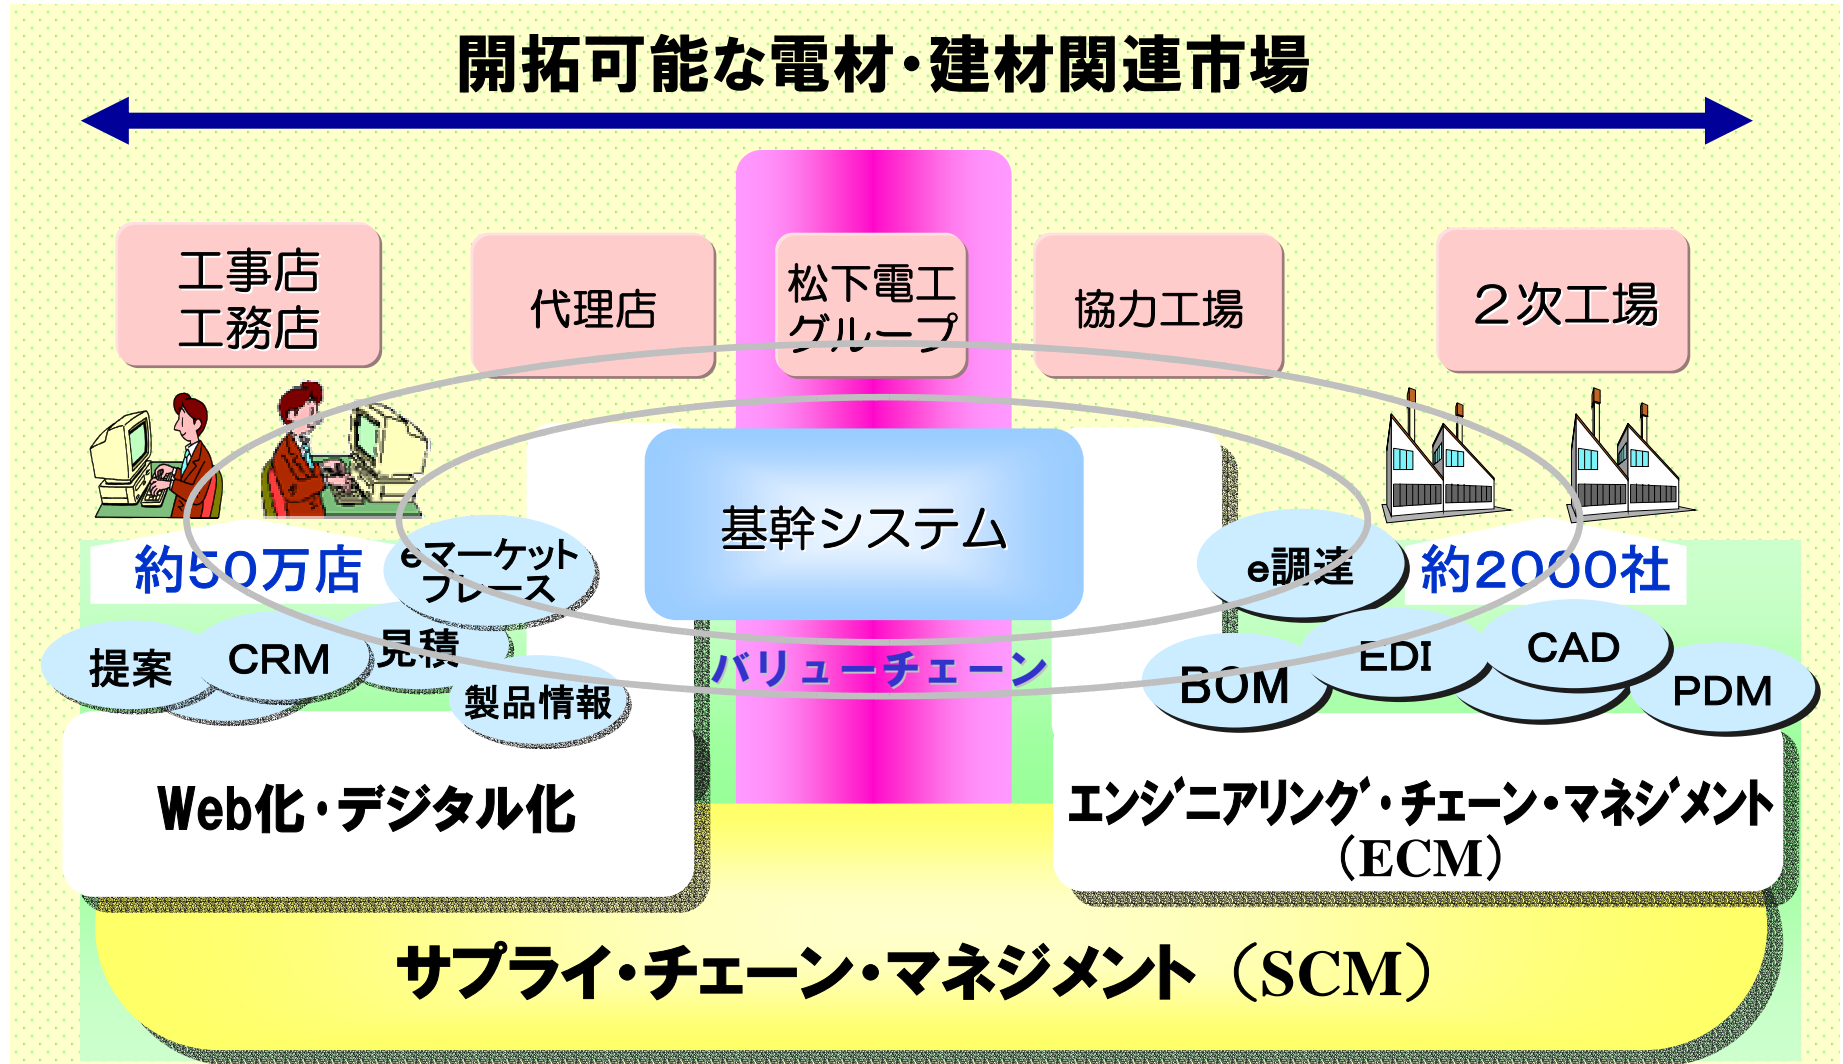 開拓可能な電材・建材関連市場
工事店
工務店
代理店
松下電工
グループ
協力工場
２次工場
基幹システム
約５０万店
eマーケット
プレース
e調達
約２０００社
提案
CRM
見積
製品情報
バリューチェーン
BOM
EDI
CAD
PDM
Web化・デジタル化
エンジニアリング・チェーン・マネジメント
（ECM）
サプライ・チェーン・マネジメント（SCM）